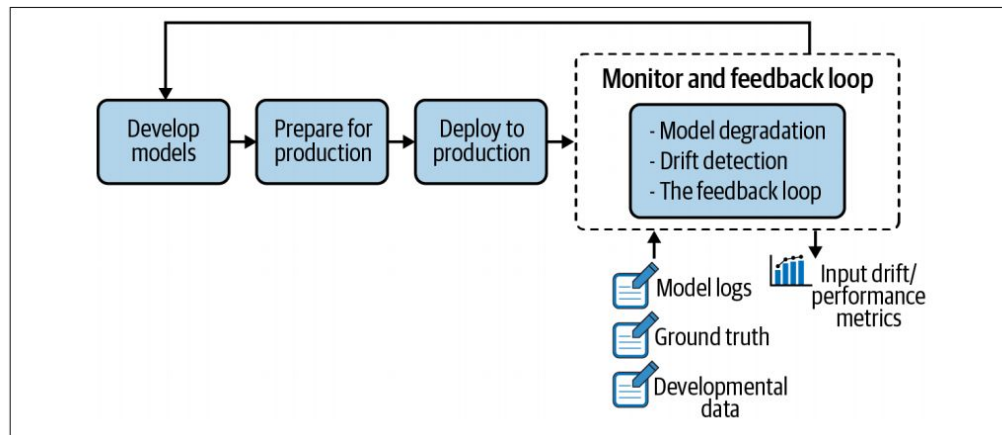 Monitor and feedback loop
Develop
models
Prepare for
production
Deploy to
production
- Model degradation
- Drift detection
- The feedback loop
Model logs
Ground truth
Developmental
data
Input drift/
performance
metrics